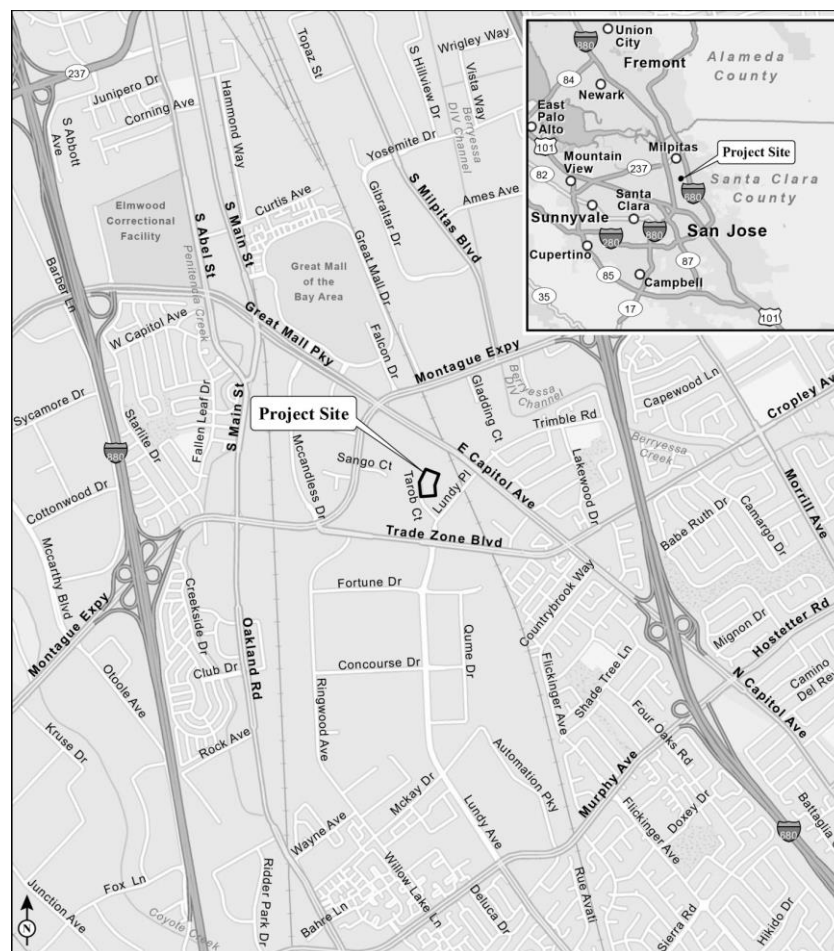 237
Junipero Dr
Corning Ave
S Abbott
Ave
Hammond Way
Topaz St
S Hillview Dr
Wrigley Way
Vista Way
Berryessa
DIV Channel
Yosemite Dr
Ames Ave
S Milpitas Blvd
Gibraltar Dr
Curtis Ave
Elmwood
Correctional
Facility
S Abel St
S Main St
Penitencia Creek
Great Mall
of the
Bay Area
Great Mall Dr
Barber Ln
W Capitol Ave
Great Mall Pky
Falcon Dr
Montague Expy
Gladding Ct
Berryessa
DIV Channel
Capewood Ln
Cropley Av
Sycamore Dr
Starlite Dr
Fallen Leaf Dr
S Main St
Project Site
Trimble Rd
Berryessa
Creek
880
Mccandless Dr
Sango Ct
Tarob Ct
Lundy Pl
E Capitol Ave
Lakewood Dr
Morrill Ave
Cottonwood Dr
Trade Zone Blvd
Babe Ruth Dr
Camargo Dr
Mccarthy Blvd
Fortune Dr
Countrybrook Way
Montague Expy
Creekside Dr
Oakland Rd
Qume Dr
Mignon Dr
Hostetter Rd
Otoole Ave
Club Dr
Concourse Dr
Flickinger Ave
Shade Tree Ln
N Capitol Ave
Camino
Del Rey
Kruse Dr
Rock Ave
Ringwood Ave
Four Oaks Rd
Automation Pky
Murphy Ave
Mckay Dr
Lundy Ave
Flickinger Ave
Doxey Dr
Wayne Ave
Battaglia
680
Junction Ave
Fox Ln
Coyote Creek
Ridder Park Dr
Bahre Ln
Willow Lake Ln
Deluca Dr
Rue Avati
Sierra Rd
Hikido Dr
N
880
Union
City
Fremont
Alameda
County
84
Newark
East
Palo
Alto
101
Milpitas
Project Site
Mountain
View
237
82
Santa Clara
County
680
Santa
Clara
Sunnyvale
880
280
San Jose
Cupertino
87
85
Campbell
35
17
101
680